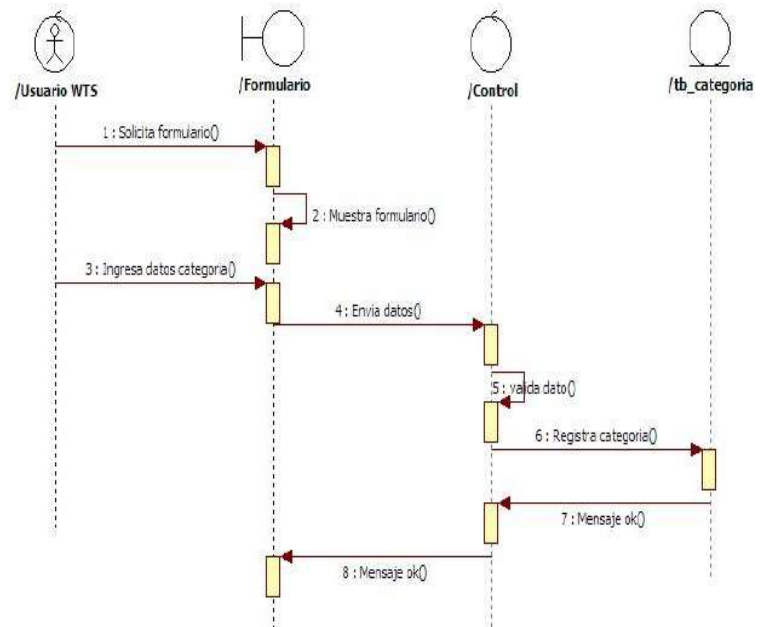 /Usuario WTS
/Formulario
/Control
/tb_categoria
1 : Solicita formulario()
2 : Muestra formulario()
3 : Ingresa datos categoria()
4 : Envia datos()
5 : valida dato()
6 : Registra categoria()
7 : Mensaje ok()
8 : Mensaje ok()